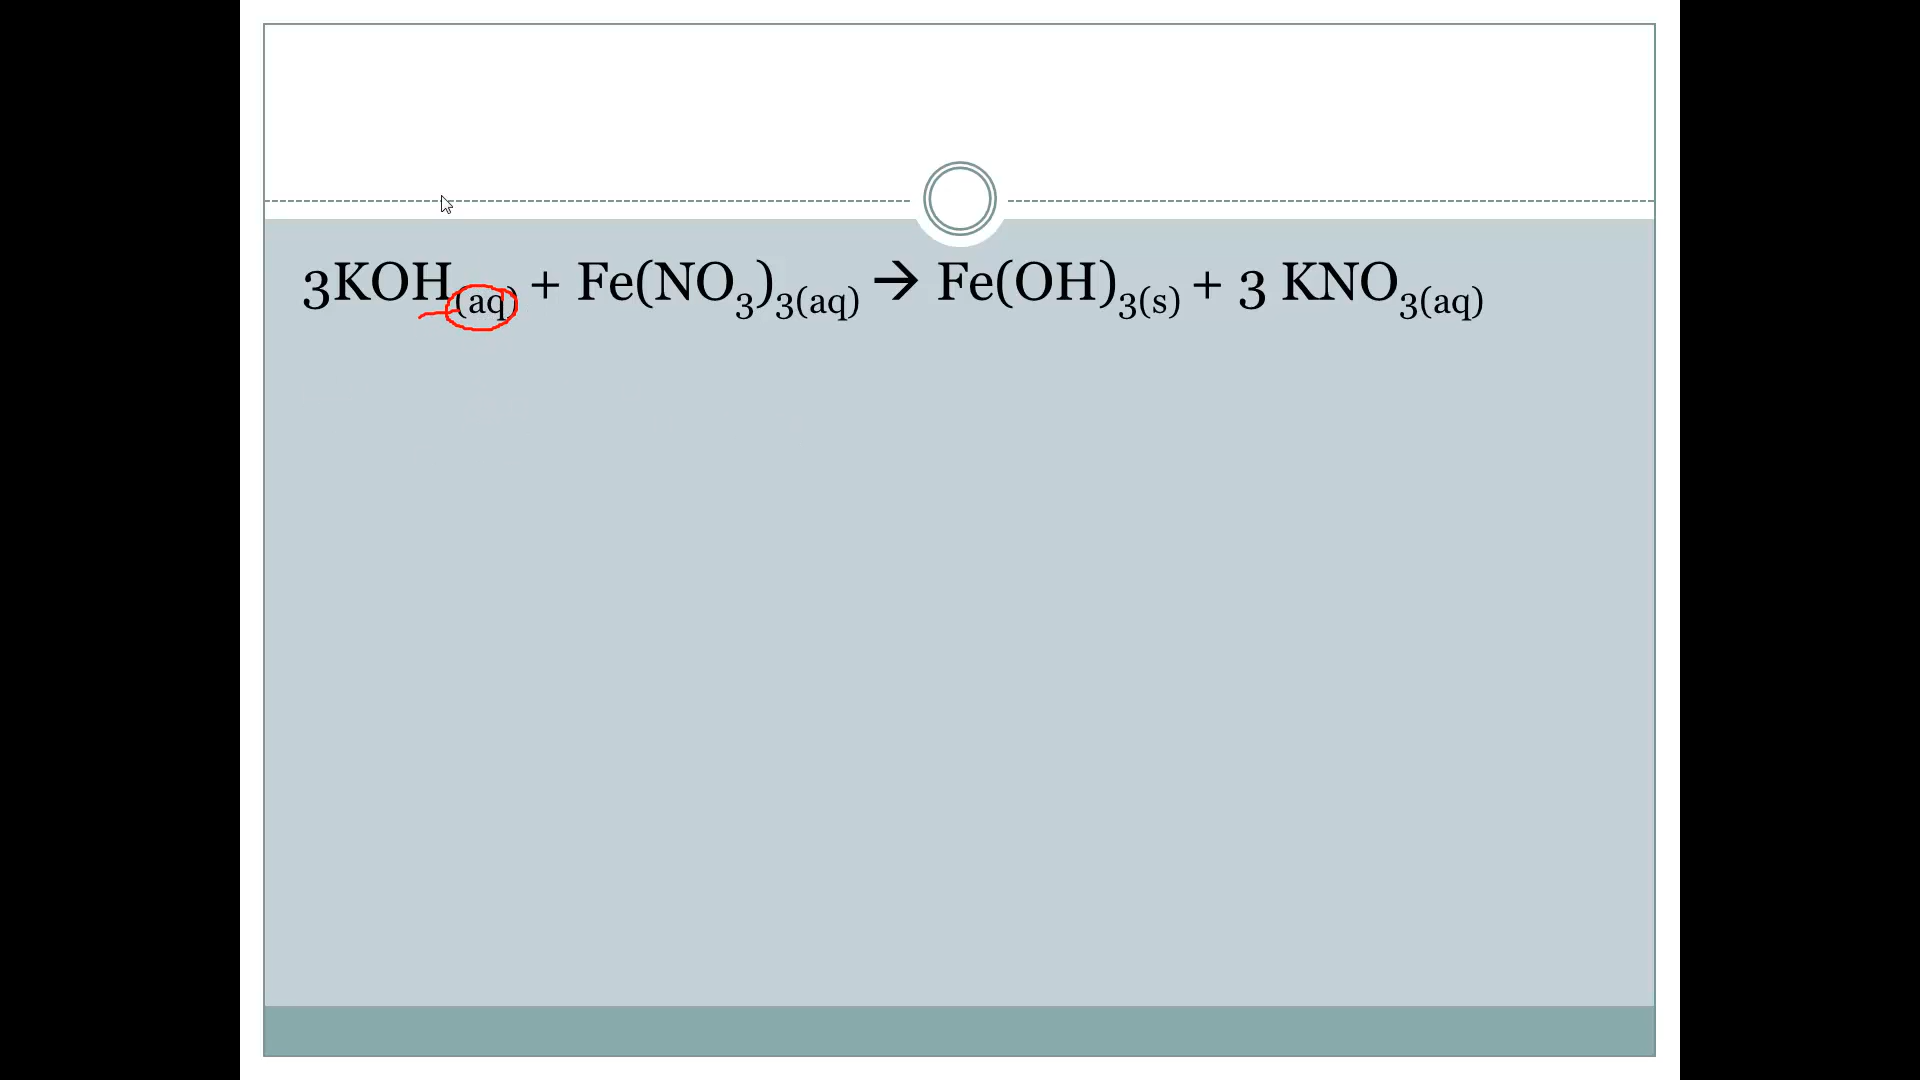 3KOH(aq) + Fe(NO3)3(aq) → Fe(OH)3(s) + 3 KNO3(aq)